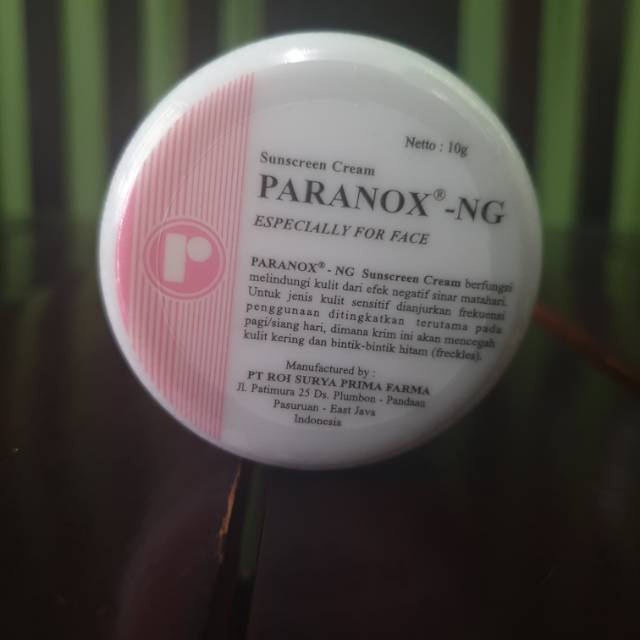 Netto : 10g
Sunscreen Cream
PARANOX®-NG
ESPECIALLY FOR FACE
PARANOX® - NG Sunscreen Cream berfungsi
melindungi kulit dari efek negatif sinar matahari.
Untuk jenis kulit sensitif dianjurkan frekuensi
penggunaan ditingkatkan terutama pada
pagi/siang hari, dimana krim ini akan mencegah
kulit kering dan bintik-bintik hitam (freckles).
Manufactured by :
PT ROI SURYA PRIMA FARMA
Jl. Patimura 25 Ds. Plumbon - Pandaan
Pasuruan - East Java
Indonesia
r